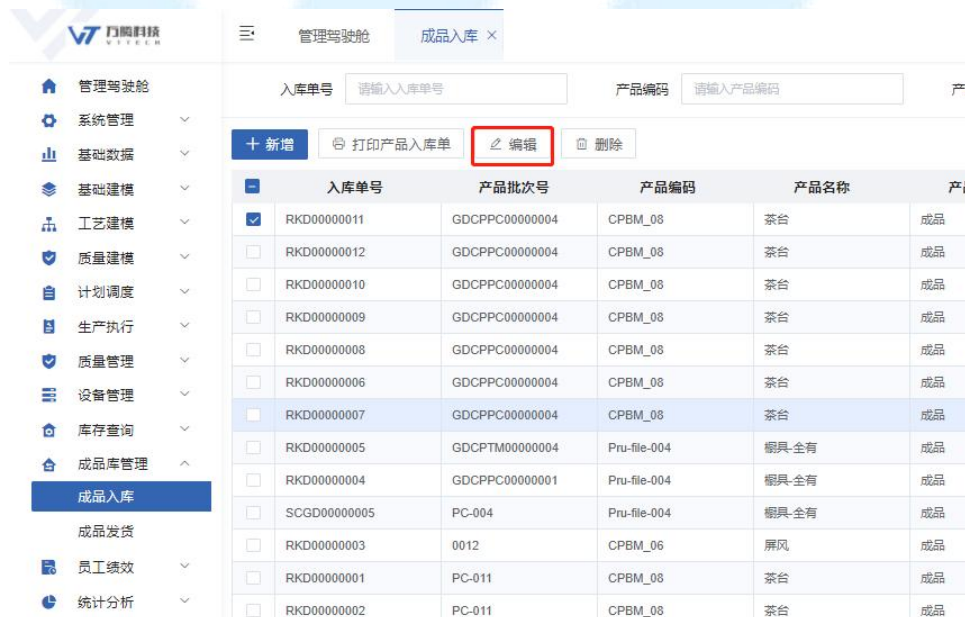 万腾科技
VITECH
管理驾驶舱 成品入库 ×
管理驾驶舱
系统管理
基础数据
基础建模
工艺建模
质量建模
计划调度
生产执行
质量管理
设备管理
库存查询
成品库管理
成品入库
成品发货
员工绩效
统计分析
入库单号 请输入入库单号 产品编码 请输入产品编码 产
新增 打印产品入库单 编辑 删除
入库单号 产品批次号 产品编码 产品名称 产
RKD00000011 GDCPPC00000004 CPBM_08 茶台 成品
RKD00000012 GDCPPC00000004 CPBM_08 茶台 成品
RKD00000010 GDCPPC00000004 CPBM_08 茶台 成品
RKD00000009 GDCPPC00000004 CPBM_08 茶台 成品
RKD00000008 GDCPPC00000004 CPBM_08 茶台 成品
RKD00000006 GDCPPC00000004 CPBM_08 茶台 成品
RKD00000007 GDCPPC00000004 CPBM_08 茶台 成品
RKD00000005 GDCPTM00000004 Pru-file-004 橱具-全有 成品
RKD00000004 GDCPPC00000001 Pru-file-004 橱具-全有 成品
SCGD00000005 PC-004 Pru-file-004 橱具-全有 成品
RKD00000003 0012 CPBM_06 屏风 成品
RKD00000001 PC-011 CPBM_08 茶台 成品
RKD00000002 PC-011 CPBM_08 茶台 成品